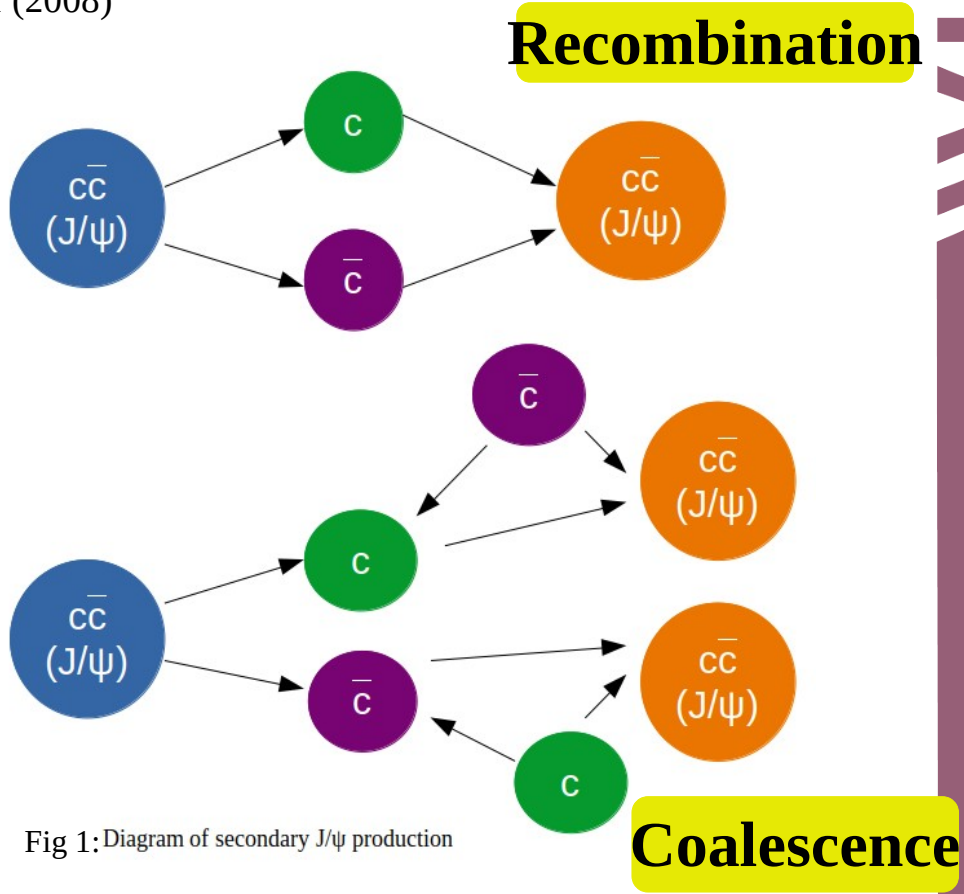 (2008)
Recombination
c
cc̅
(J/ψ)
cc̅
(J/ψ)
c̅
c̅
cc̅
(J/ψ)
c
cc̅
(J/ψ)
cc̅
(J/ψ)
c̅
c
Fig 1: Diagram of secondary J/ψ production
Coalescence